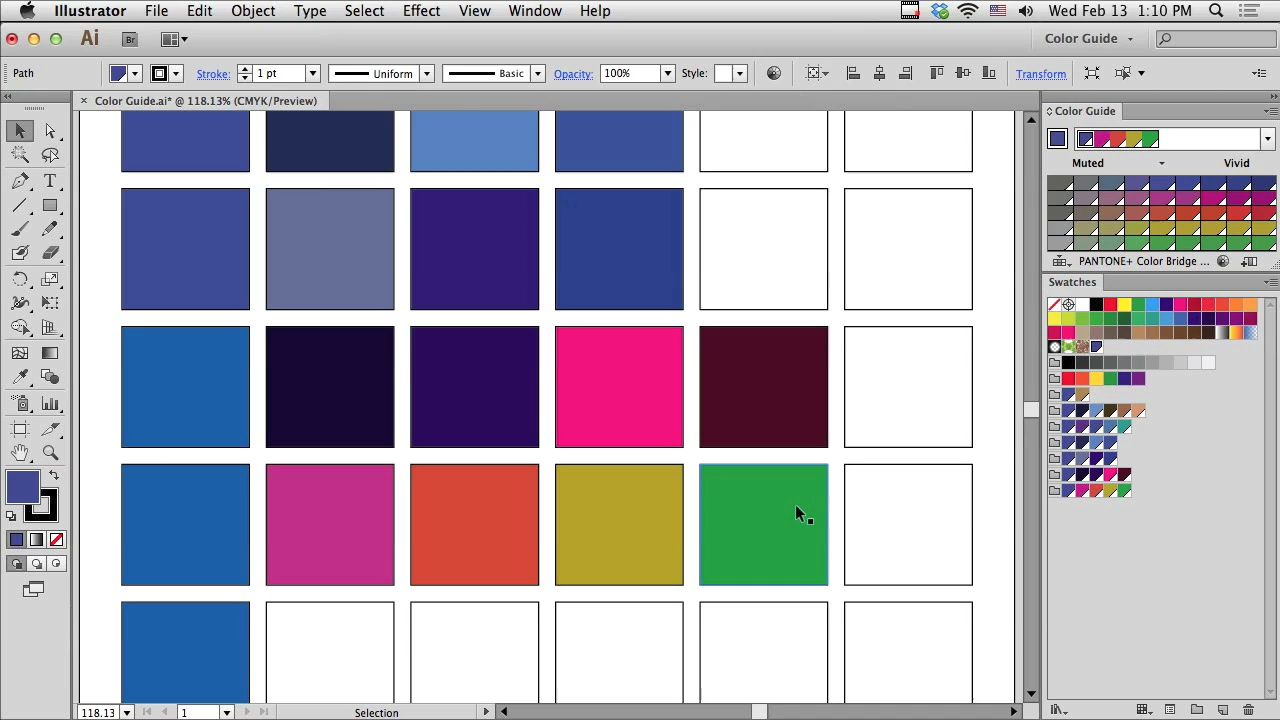 Illustrator File Edit Object Type Select Effect View Window Help Wed Feb 13 1:10 PM
Ai Br Color Guide
Path Stroke: 1 pt Uniform Basic Opacity: 100% Style: Transform
× Color Guide.ai* @ 118.13% (CMYK/Preview)
Color Guide
Muted Vivid
PANTONE+ Color Bridge ...
Swatches
118.13 1 Selection